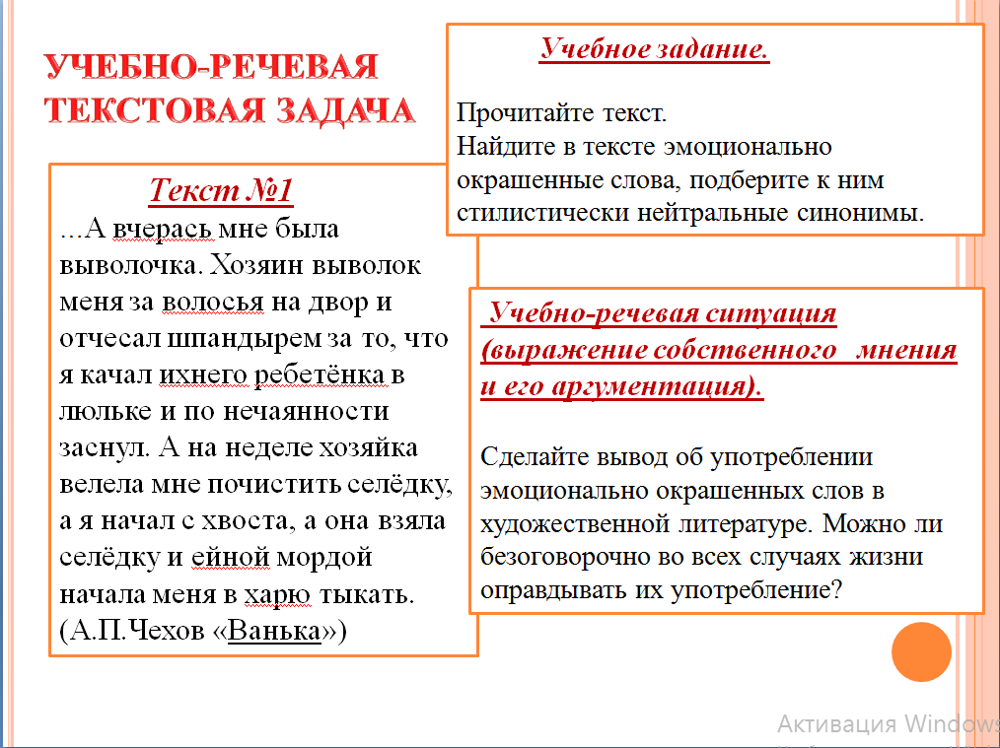 УЧЕБНО-РЕЧЕВАЯ
ТЕКСТОВАЯ ЗАДАЧА
Текст №1
...А вчерась мне была
выволочка. Хозяин выволок
меня за волосья на двор и
отчесал шпандырем за то, что
я качал ихнего ребетёнка в
люльке и по нечаянности
заснул. А на неделе хозяйка
велела мне почистить селёдку,
а я начал с хвоста, а она взяла
селёдку и ейной мордой
начала меня в харю тыкать.
(А.П.Чехов «Ванька»)
Учебное задание.
Прочитайте текст.
Найдите в тексте эмоционально
окрашенные слова, подберите к ним
стилистически нейтральные синонимы.
Учебно-речевая ситуация
(выражение собственного мнения
и его аргументация).
Сделайте вывод об употреблении
эмоционально окрашенных слов в
художественной литературе. Можно ли
безоговорочно во всех случаях жизни
оправдывать их употребление?
Активация Windows